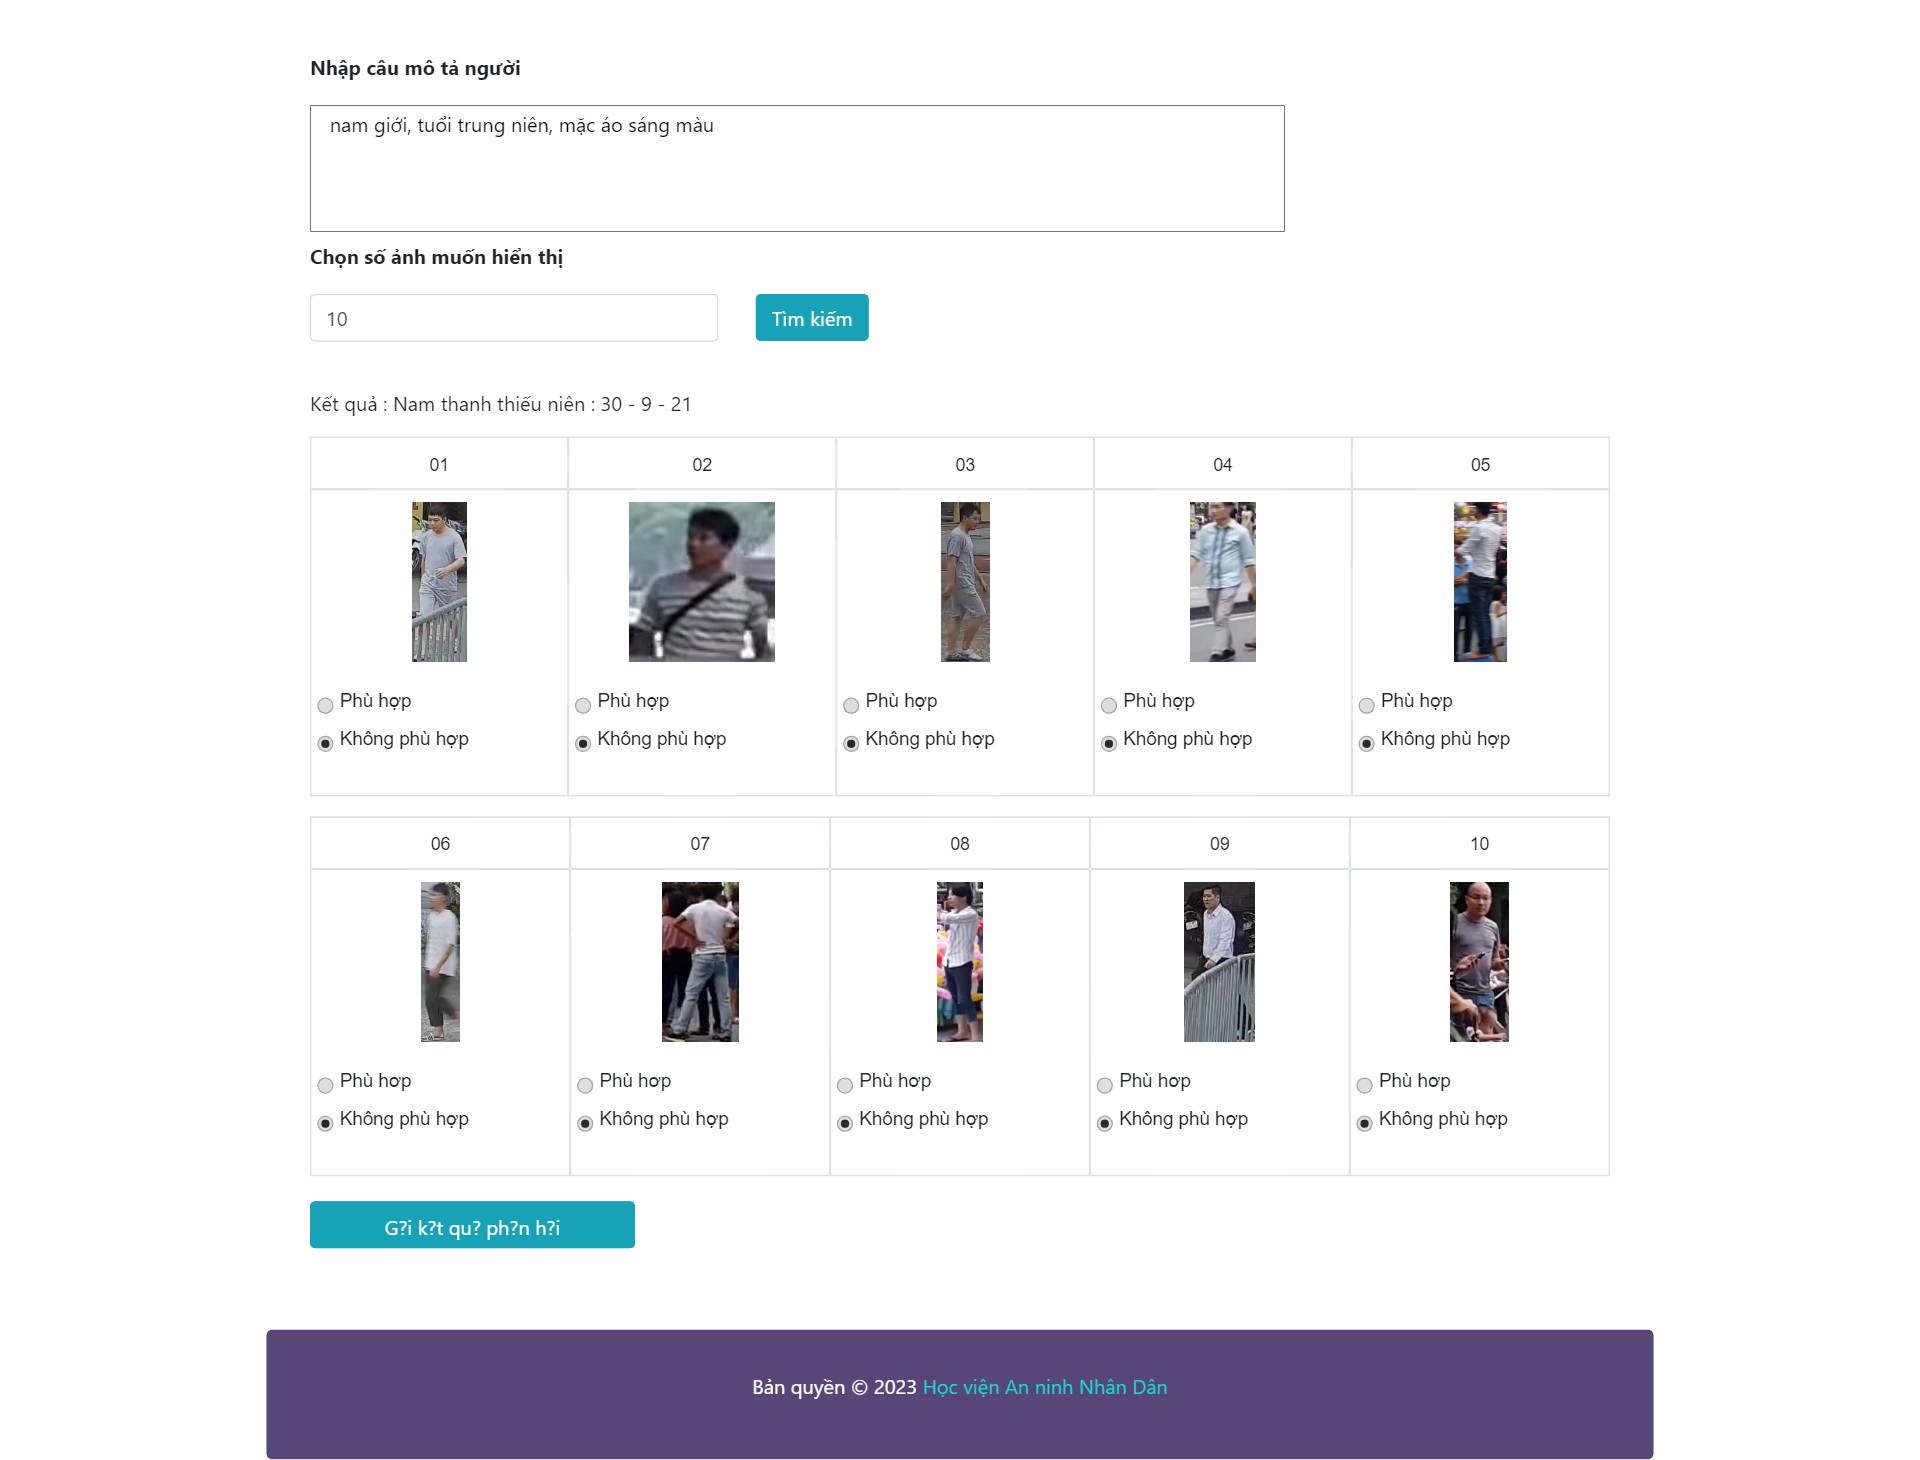 Nhập câu mô tả người
nam giới, tuổi trung niên, mặc áo sáng màu
Chọn số ảnh muốn hiển thị
10
Tìm kiếm
Kết quả : Nam thanh thiếu niên : 30 - 9 - 21
01 02 03 04 05
Phù hợp Phù hợp Phù hợp Phù hợp Phù hợp
Không phù hợp Không phù hợp Không phù hợp Không phù hợp Không phù hợp
06 07 08 09 10
Phù hơp Phù hơp Phù hơp Phù hơp Phù hơp
Không phù hợp Không phù hợp Không phù hợp Không phù hợp Không phù hợp
G?i k?t qu? ph?n h?i
Bản quyền © 2023 Học viện An ninh Nhân Dân